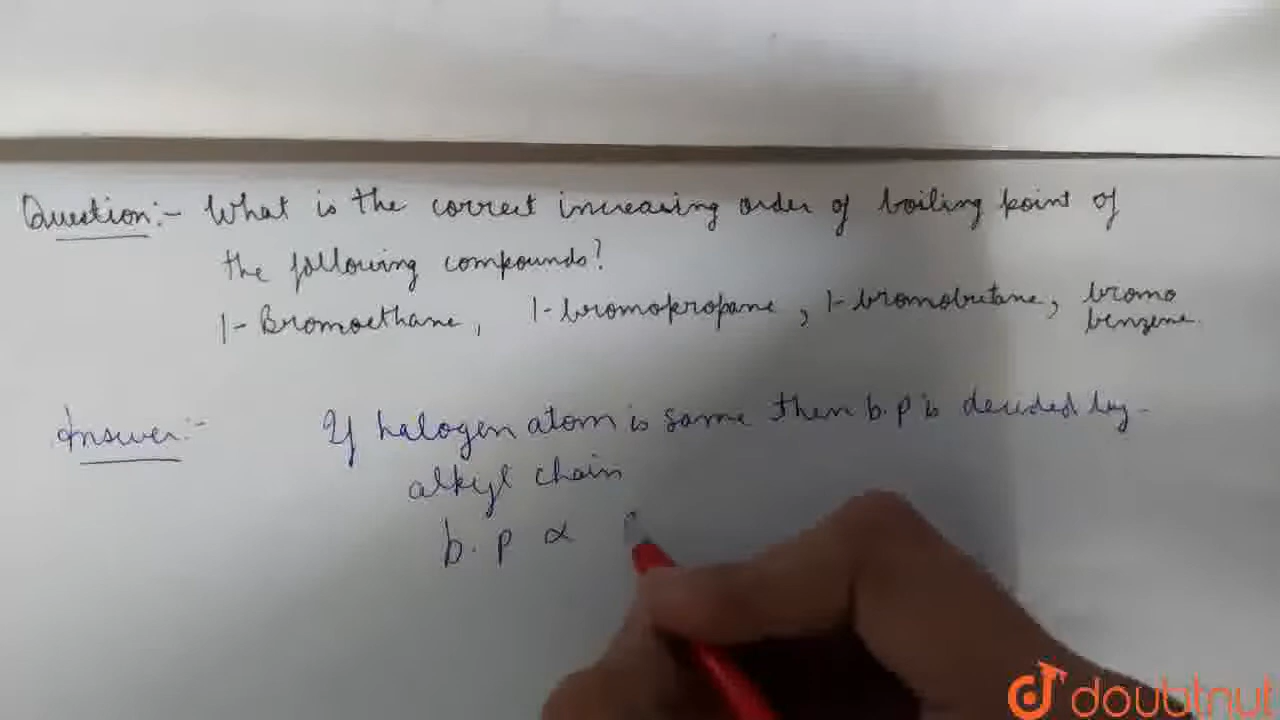 Question:- What is the correct increasing order of boiling point of
the following compounds?
1-Bromoethane, 1-bromopropane, 1-bromobutane, bromo
benzene.
Answer:- If halogen atom is same then b.p is decided by-
alkyl chain
b.p ∝
doubtnut